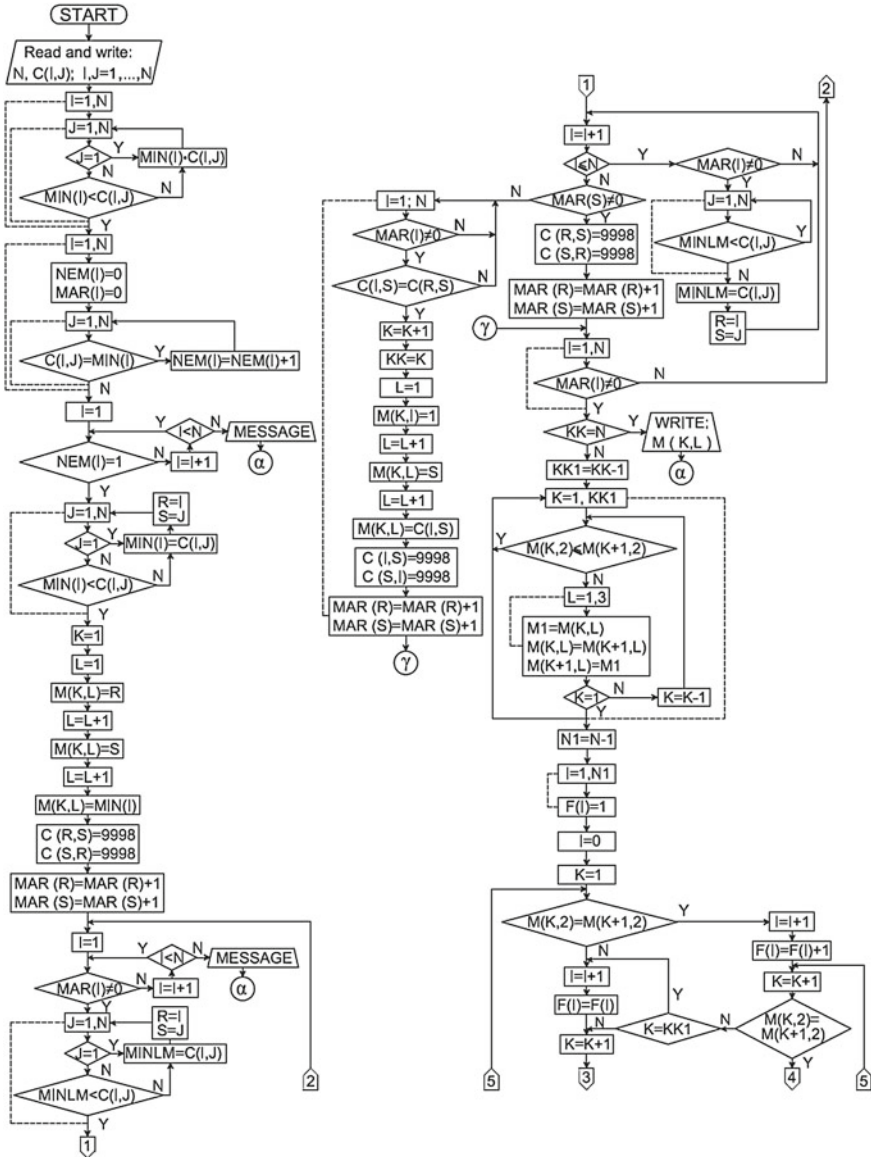 START
Read and write:
N, C(I,J); I,J=1,...,N
I=1,N
J=1,N
J=1
Y
MIN(I)·C(I,J)
N
MIN(I)<C(I,J)
N
Y
I=1,N
NEM(I)=0
MAR(I)=0
J=1,N
C(I,J)=MIN(I)
Y
NEM(I)=NEM(I)+1
N
I=1
Y
I<N
N
MESSAGE
α
NEM(I)=1
N
I=I+1
Y
J=1,N
R=I
S=J
J=1
Y
MIN(I)=C(I,J)
N
MIN(I)<C(I,J)
N
Y
K=1
L=1
M(K,L)=R
L=L+1
M(K,L)=S
L=L+1
M(K,L)=MIN(I)
C (R,S)=9998
C (S,R)=9998
MAR (R)=MAR (R)+1
MAR (S)=MAR (S)+1
I=1
Y
I<N
N
MESSAGE
α
MAR(I)≠0
N
I=I+1
Y
J=1,N
R=I
S=J
J=1
Y
MINLM=C(I,J)
N
MINLM<C(I,J)
N
Y
1
2
I=1; N
MAR(I)≠0
N
Y
C(I,S)=C(R,S)
N
Y
K=K+1
KK=K
L=1
M(K,I)=1
L=L+1
M(K,L)=S
L=L+1
M(K,L)=C(I,S)
C (I,S)=9998
C (S,I)=9998
MAR (R)=MAR (R)+1
MAR (S)=MAR (S)+1
γ
1
2
I=I+1
I⩽N
Y
MAR(I)≠0
N
N
Y
MAR(S)≠0
N
Y
J=1,N
C (R,S)=9998
C (S,R)=9998
MINLM<C(I,J)
Y
N
MAR (R)=MAR (R)+1
MAR (S)=MAR (S)+1
MINLM=C(I,J)
R=I
S=J
γ
I=1,N
MAR(I)≠0
N
Y
KK=N
Y
WRITE;
M ( K,L )
α
N
KK1=KK-1
K=1, KK1
Y
M(K,2)⩽M(K+1,2)
N
L=1,3
M1=M(K,L)
M(K,L)=M(K+1,L)
M(K+1,L)=M1
K=1
N
K=K-1
Y
N1=N-1
I=1,N1
F(I)=1
I=0
K=1
M(K,2)=M(K+1,2)
Y
I=I+1
F(I)=F(I)+1
N
I=I+1
K=K+1
F(I)=F(I)
Y
N
K=KK1
N
M(K,2)=
M(K+1,2)
K=K+1
Y
5
3
4
5